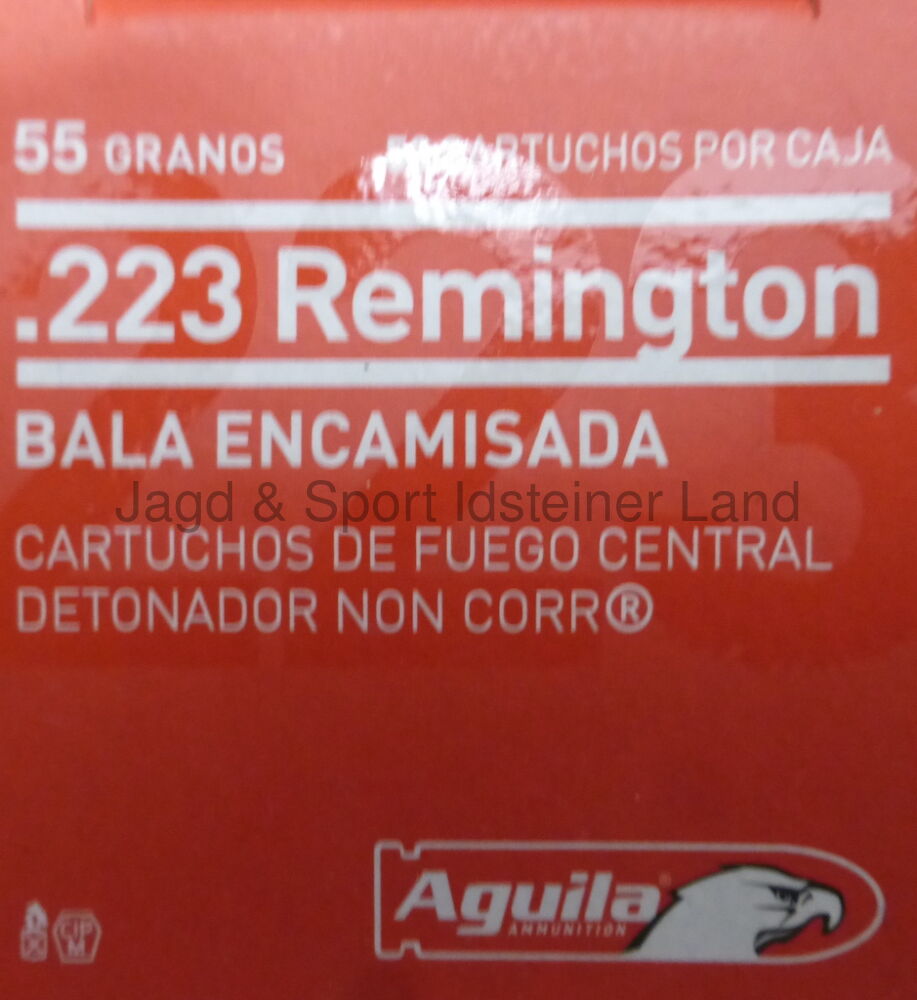 55 GRANOS CARTUCHOS POR CAJA
.223 Remington
BALA ENCAMISADA
Jagd & Sport Idsteiner Land
CARTUCHOS DE FUEGO CENTRAL
DETONADOR NON CORR®
Aguila®
AMMUNITION
CIP
M